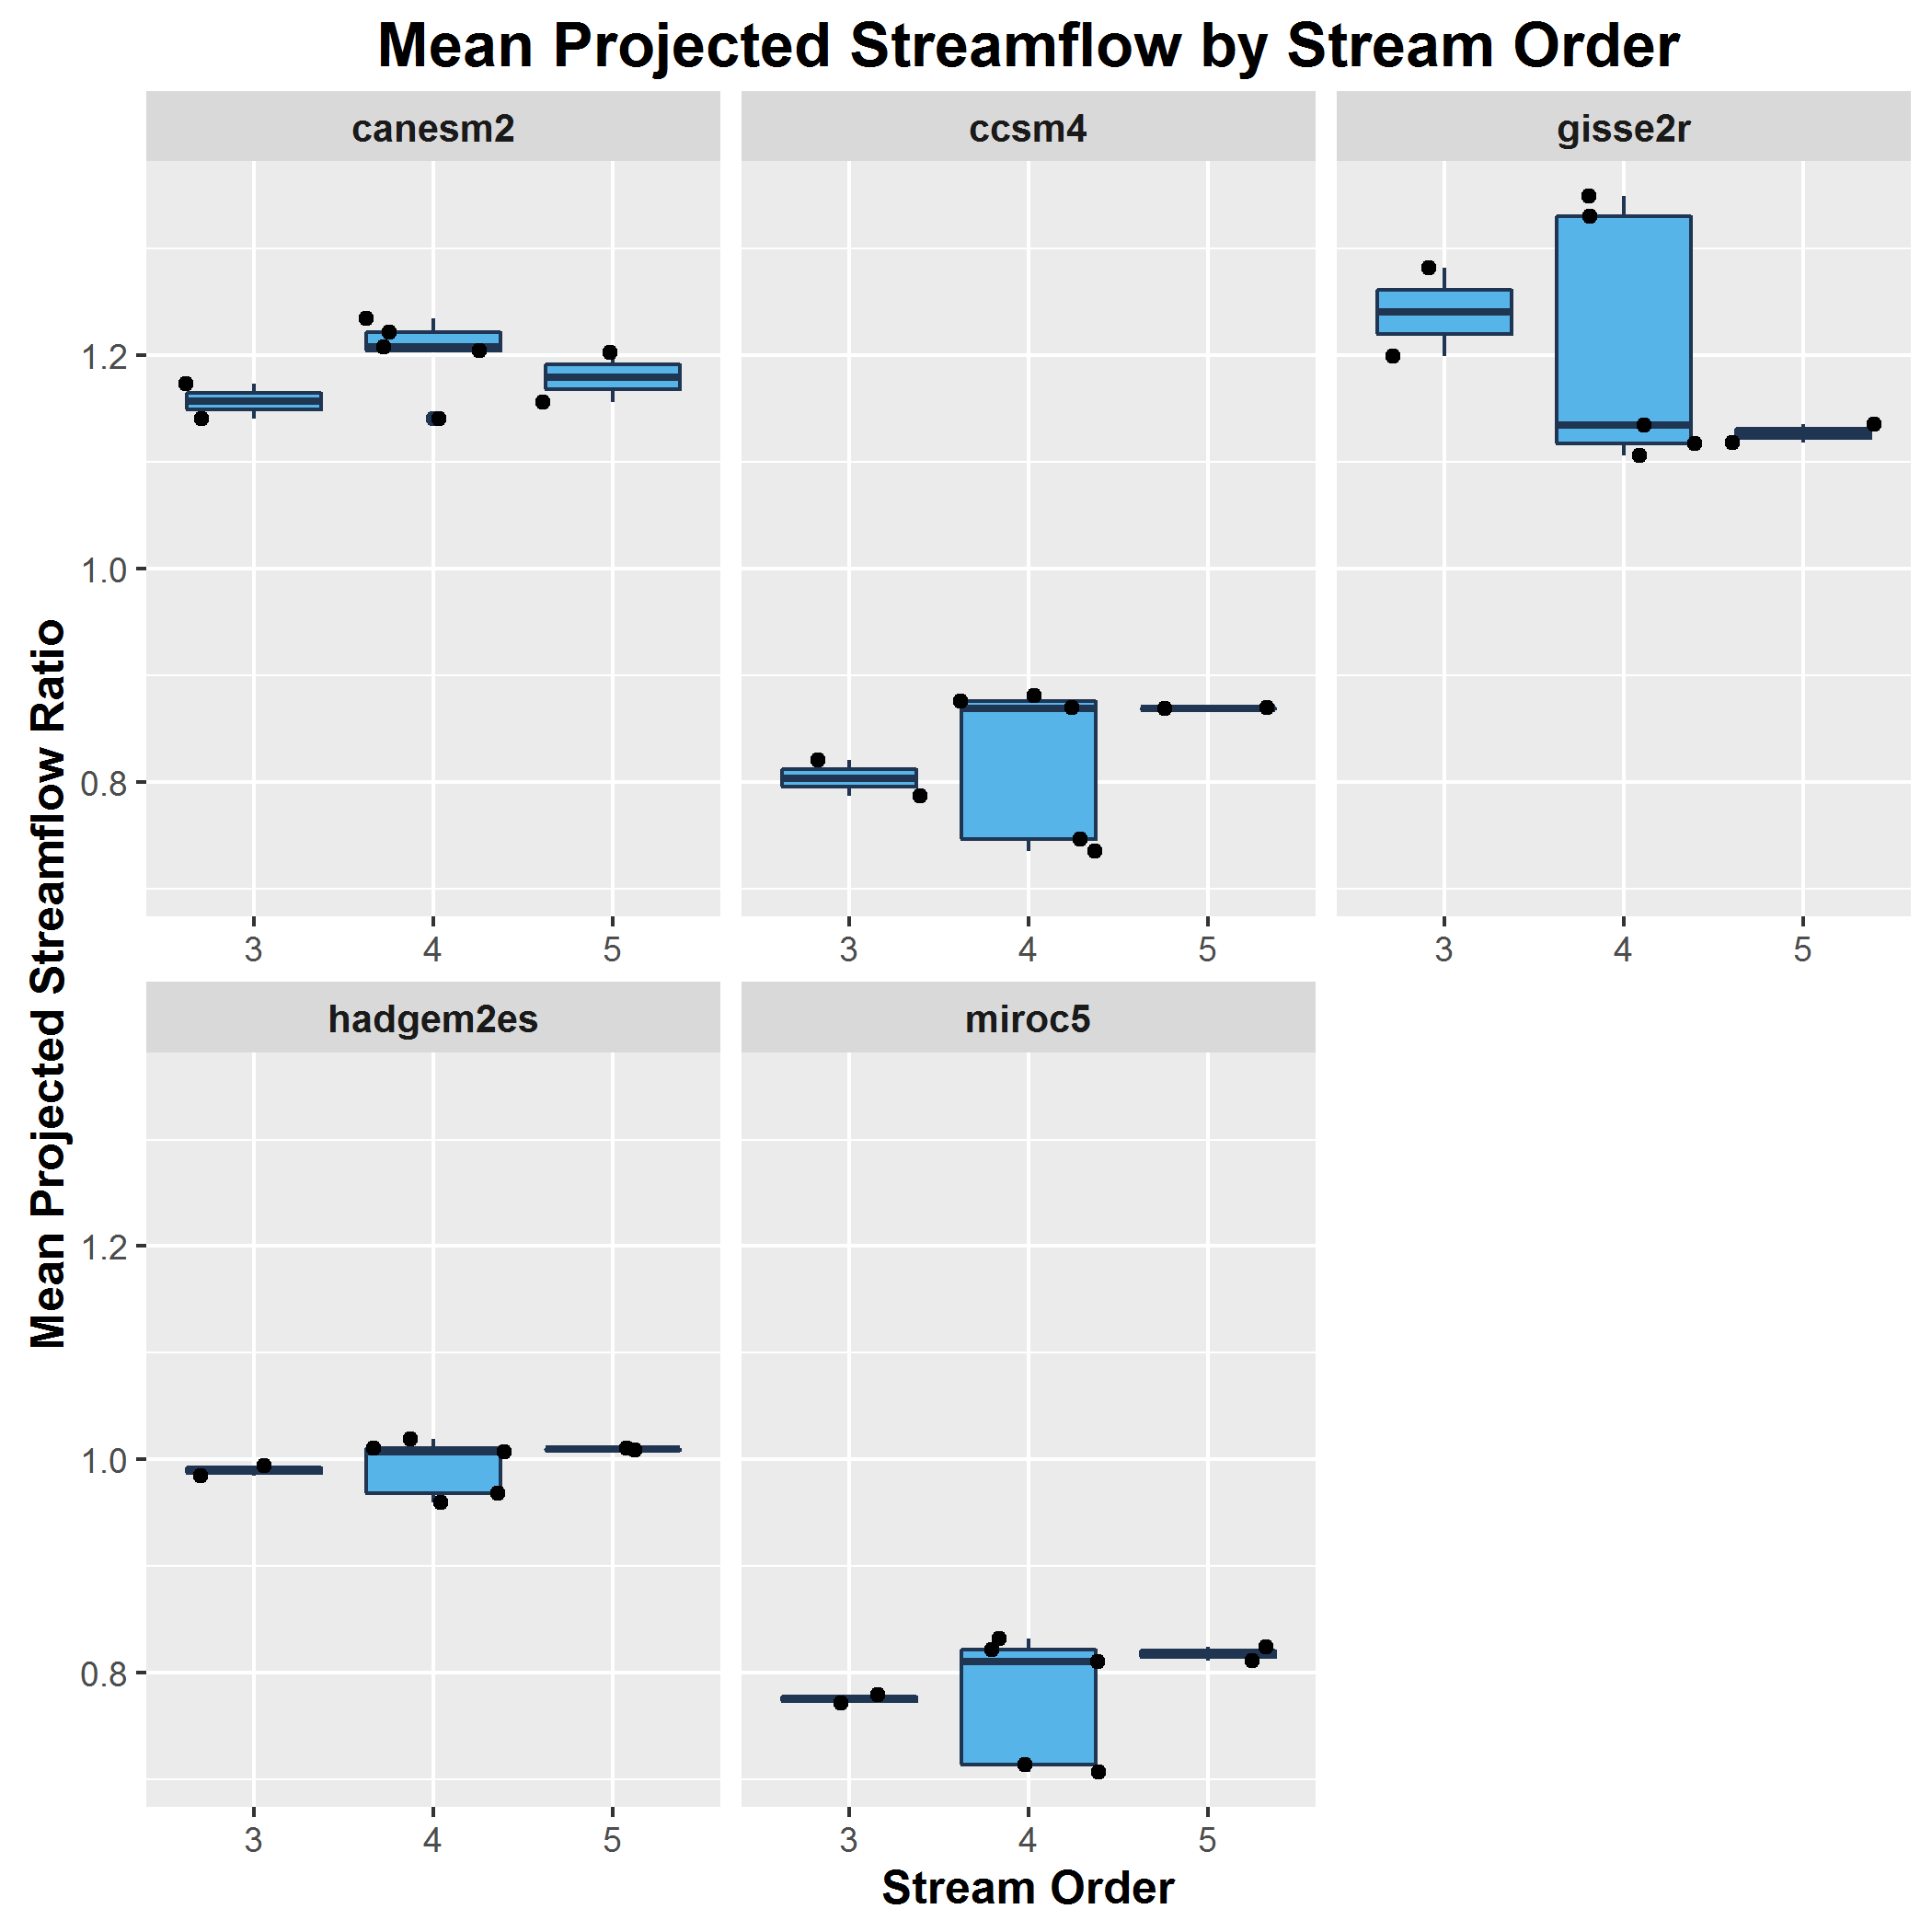 Mean Projected Streamflow by Stream Order
canesm2 ccsm4 gisse2r
1.2
1.0
0.8
3 4 5 3 4 5 3 4 5
Mean Projected Streamflow Ratio
hadgem2es miroc5
1.2
1.0
0.8
3 4 5 3 4 5
Stream Order